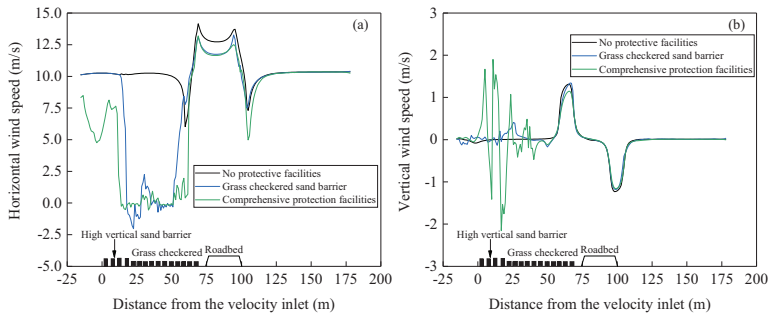 (a)
15.0
12.5
10.0
7.5
5.0
2.5
0.0
-2.5
-5.0
Horizontal wind speed (m/s)
No protective facilities
Grass checkered sand barrier
Comprehensive protection facilities
High vertical sand barrier
Grass checkered
Roadbed
-25 0 25 50 75 100 125 150 175 200
Distance from the velocity inlet (m)
(b)
3
2
1
0
-1
-2
-3
Vertical wind speed (m/s)
No protective facilities
Grass checkered sand barrier
Comprehensive protection facilities
High vertical sand barrier
Grass checkered
Roadbed
-25 0 25 50 75 100 125 150 175 200
Distance from the velocity inlet (m)